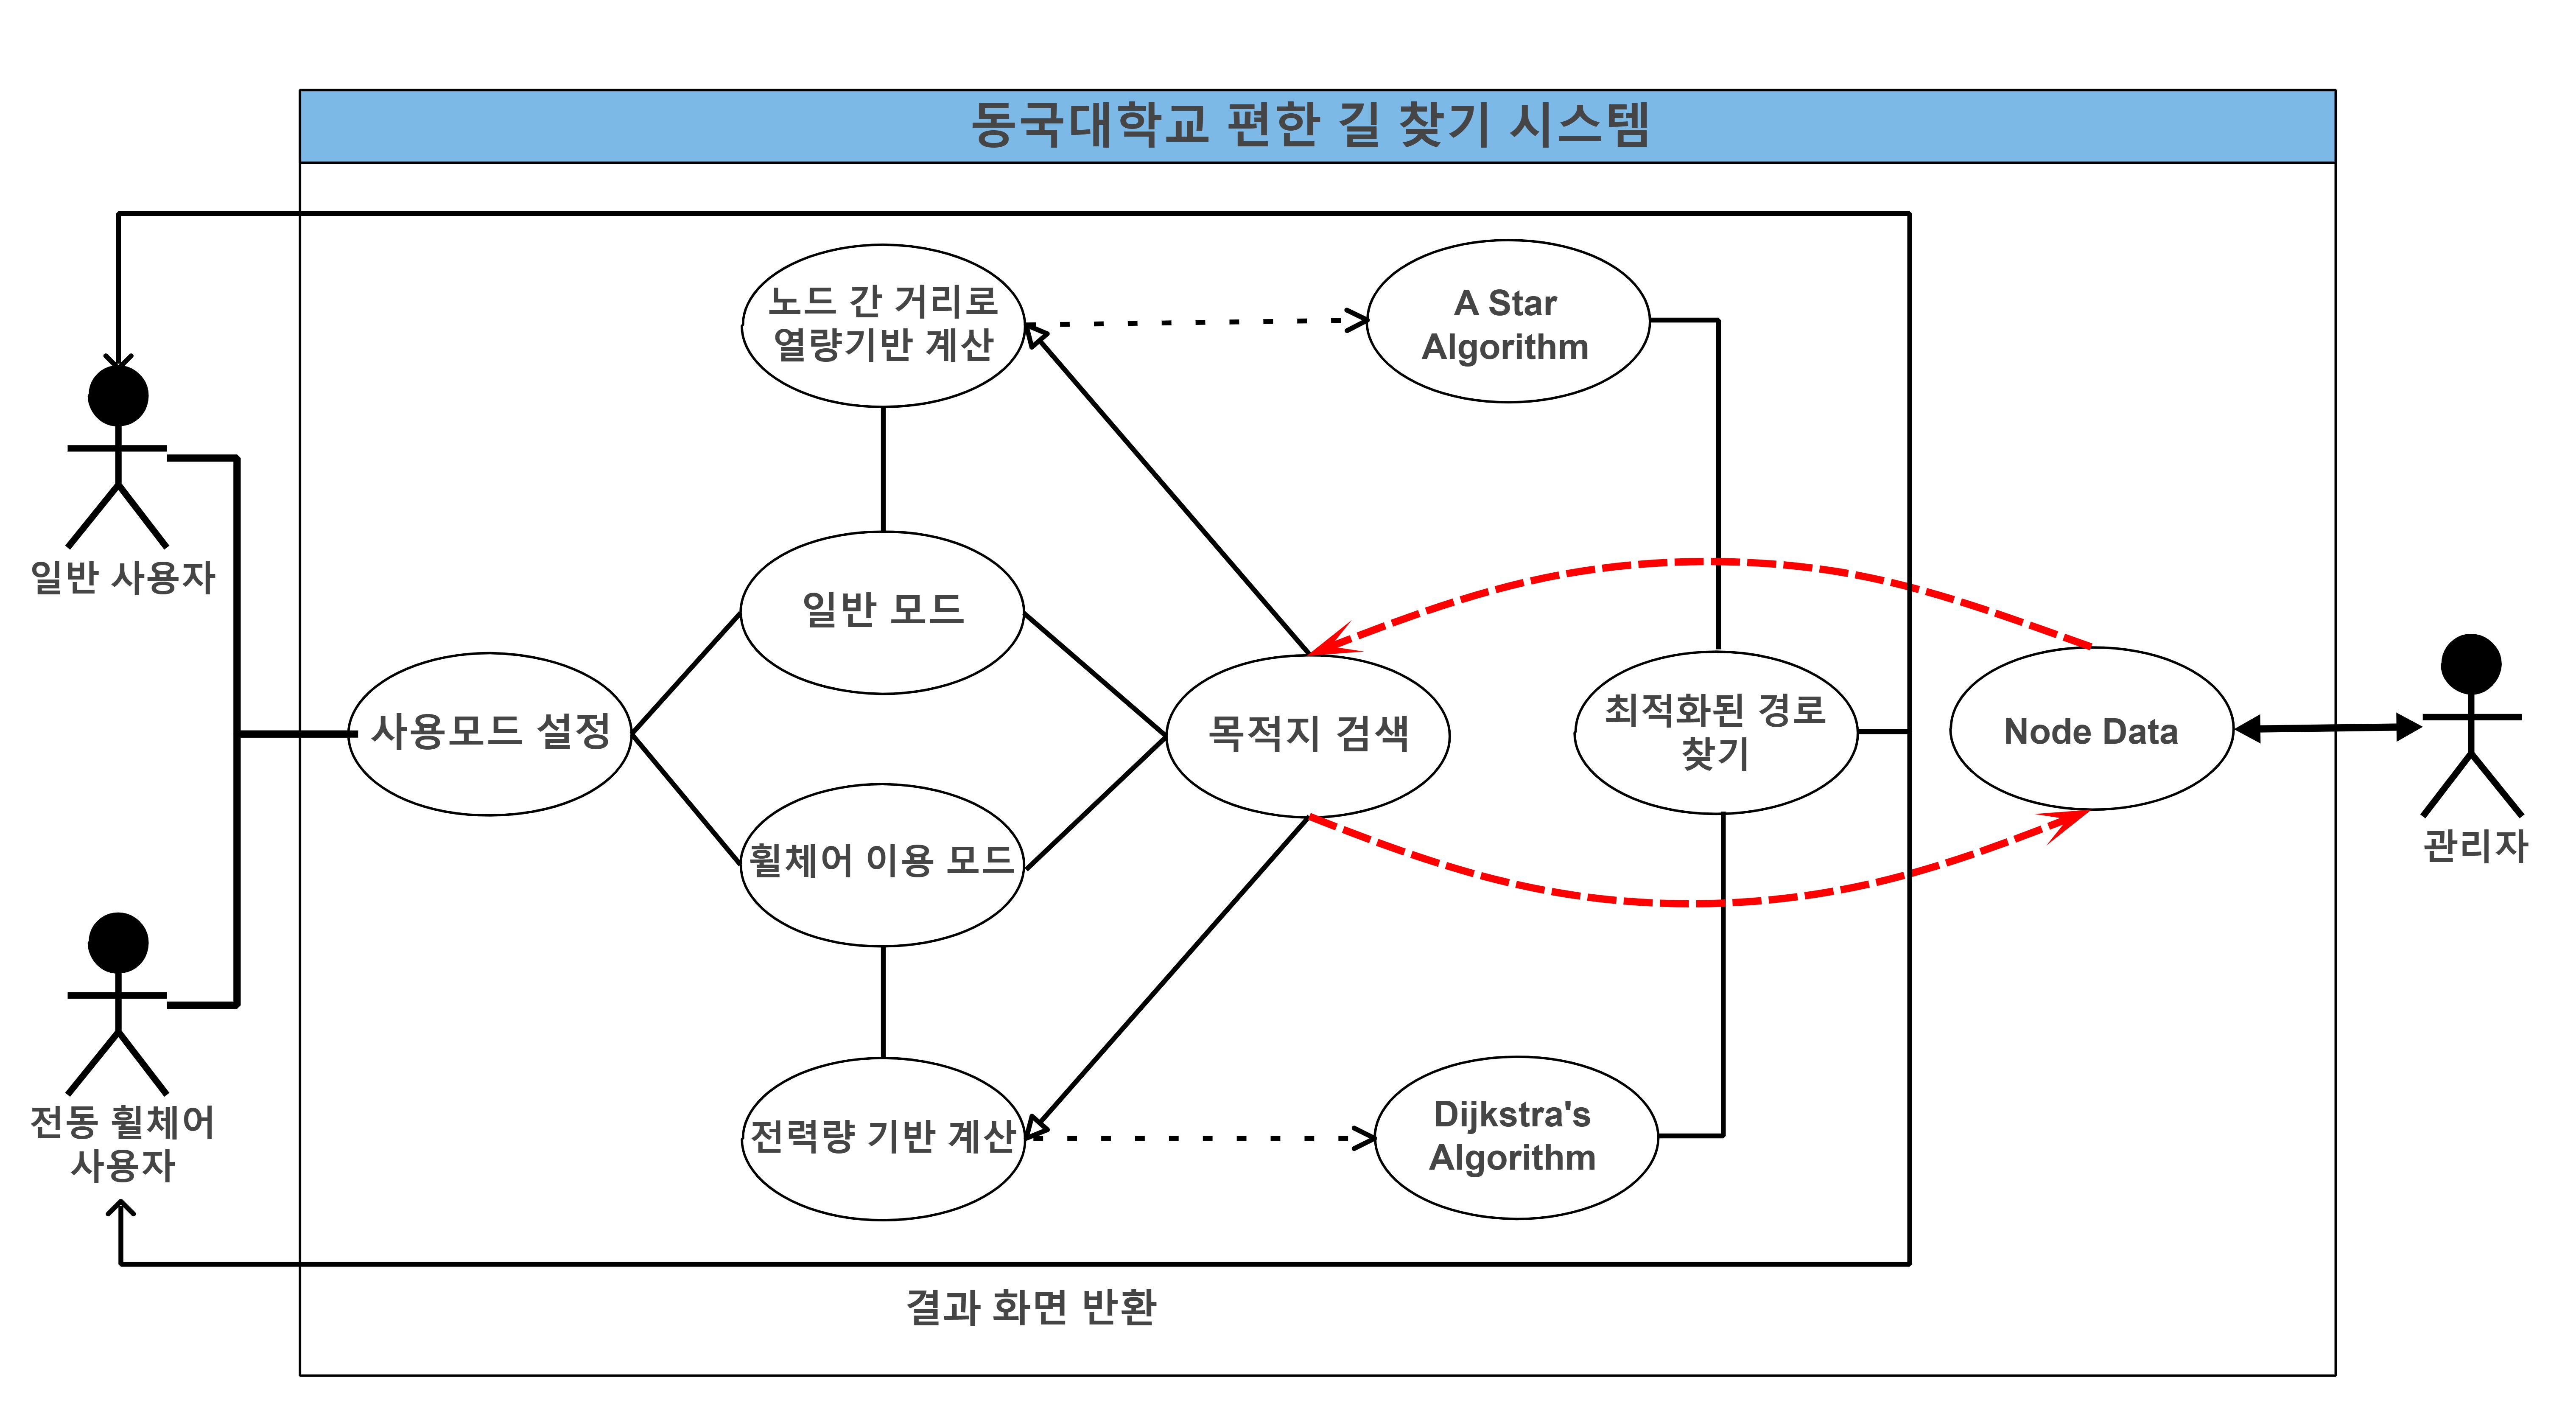 동국대학교 편한 길 찾기 시스템
노드 간 거리로
열량기반 계산
A Star
Algorithm
일반 사용자
일반 모드
사용모드 설정
목적지 검색
최적화된 경로
찾기
Node Data
관리자
휠체어 이용 모드
전동 휠체어
사용자
전력량 기반 계산
Dijkstra's
Algorithm
결과 화면 반환